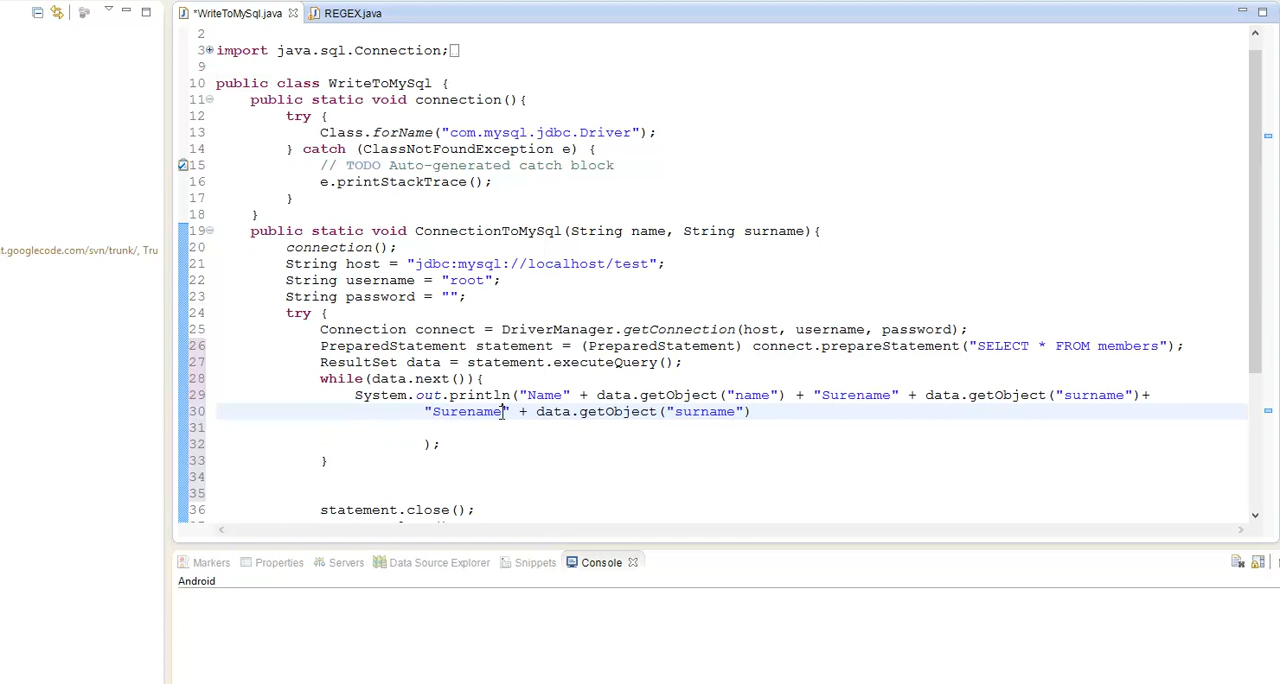 *WriteToMySql.java
REGEX.java
2
3 import java.sql.Connection;
9
10 public class WriteToMySql {
11 public static void connection(){
12 try {
13 Class.forName("com.mysql.jdbc.Driver");
14 } catch (ClassNotFoundException e) {
15 // TODO Auto-generated catch block
16 e.printStackTrace();
17 }
18 }
19 public static void ConnectionToMySql(String name, String surname){
t.googlecode.com/svn/trunk/, Tru
20 connection();
21 String host = "jdbc:mysql://localhost/test";
22 String username = "root";
23 String password = "";
24 try {
25 Connection connect = DriverManager.getConnection(host, username, password);
26 PreparedStatement statement = (PreparedStatement) connect.prepareStatement("SELECT * FROM members");
27 ResultSet data = statement.executeQuery();
28 while(data.next()){
29 System.out.println("Name" + data.getObject("name") + "Surename" + data.getObject("surname")+
30 "Surename" + data.getObject("surname")
31
32 );
33 }
34
35
36 statement.close();
Markers Properties Servers Data Source Explorer Snippets Console
Android